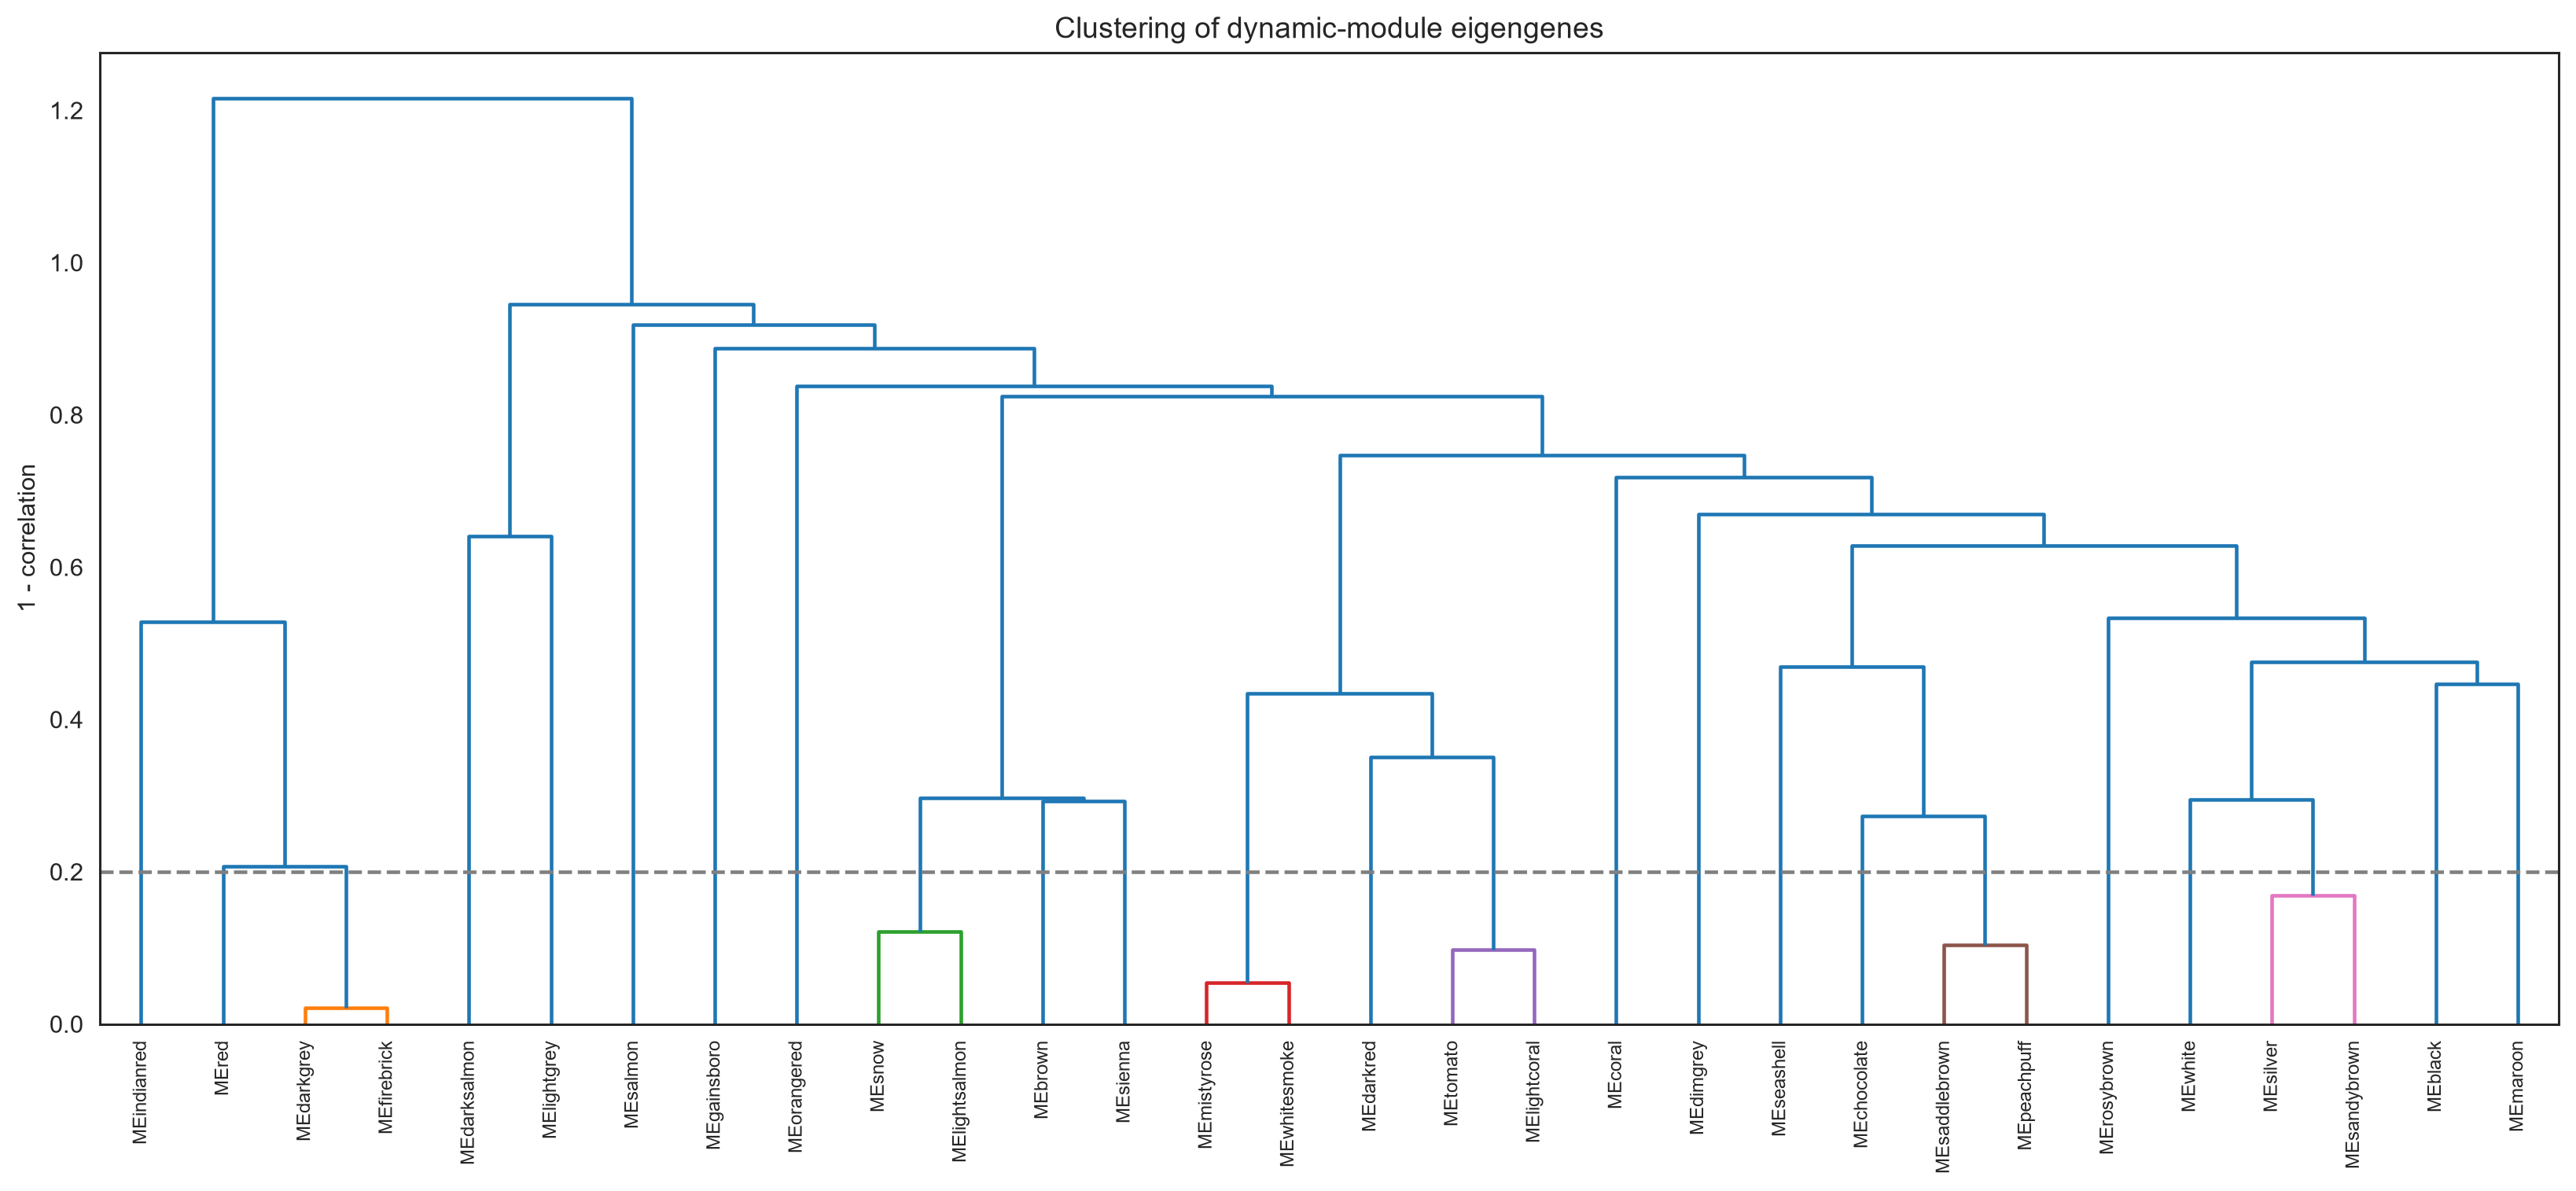 Clustering of dynamic-module eigengenes
1 - correlation
1.2
1.0
0.8
0.6
0.4
0.2
0.0
MEindianred
MEred
MEdarkgrey
MEfirebrick
MEdarksalmon
MElightgrey
MEsalmon
MEgainsboro
MEorangered
MEsnow
MElightsalmon
MEbrown
MEsienna
MEmistyrose
MEwhitesmoke
MEdarkred
MEtomato
MElightcoral
MEcoral
MEdimgrey
MEseashell
MEchocolate
MEsaddlebrown
MEpeachpuff
MErosybrown
MEwhite
MEsilver
MEsandybrown
MEblack
MEmaroon